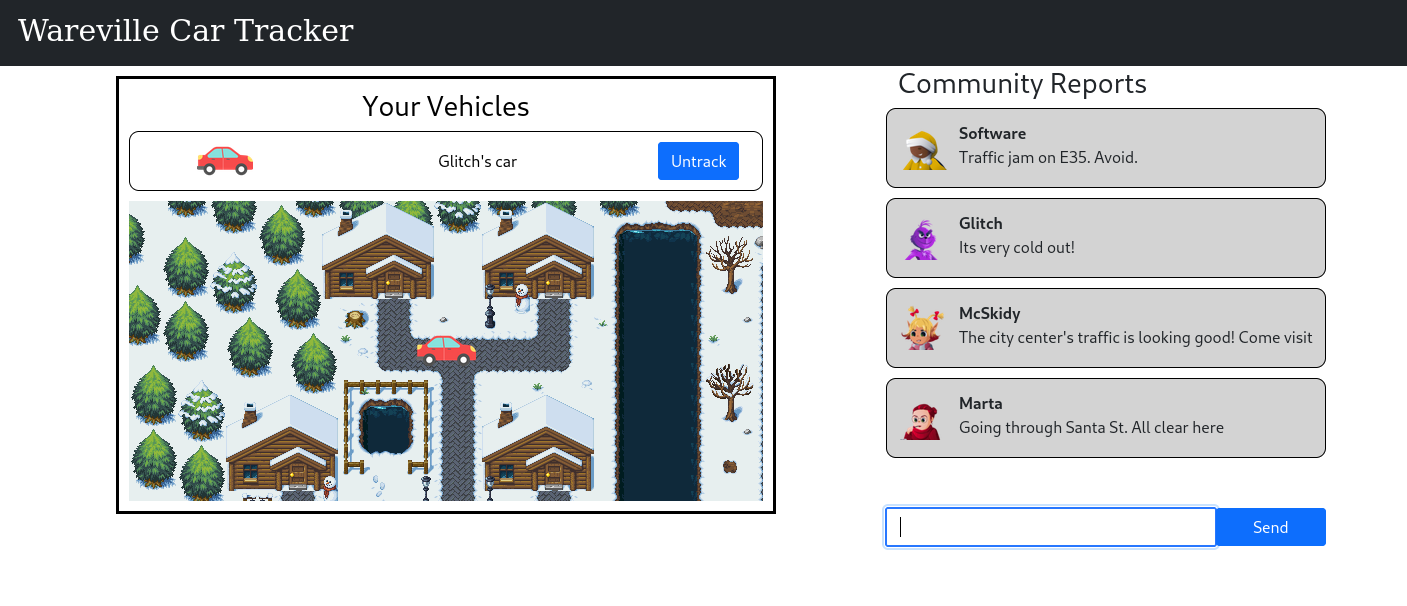 Wareville Car Tracker
Your Vehicles
Glitch's car
Untrack
Community Reports
Software
Traffic jam on E35. Avoid.
Glitch
Its very cold out!
McSkidy
The city center's traffic is looking good! Come visit
Marta
Going through Santa St. All clear here
Send